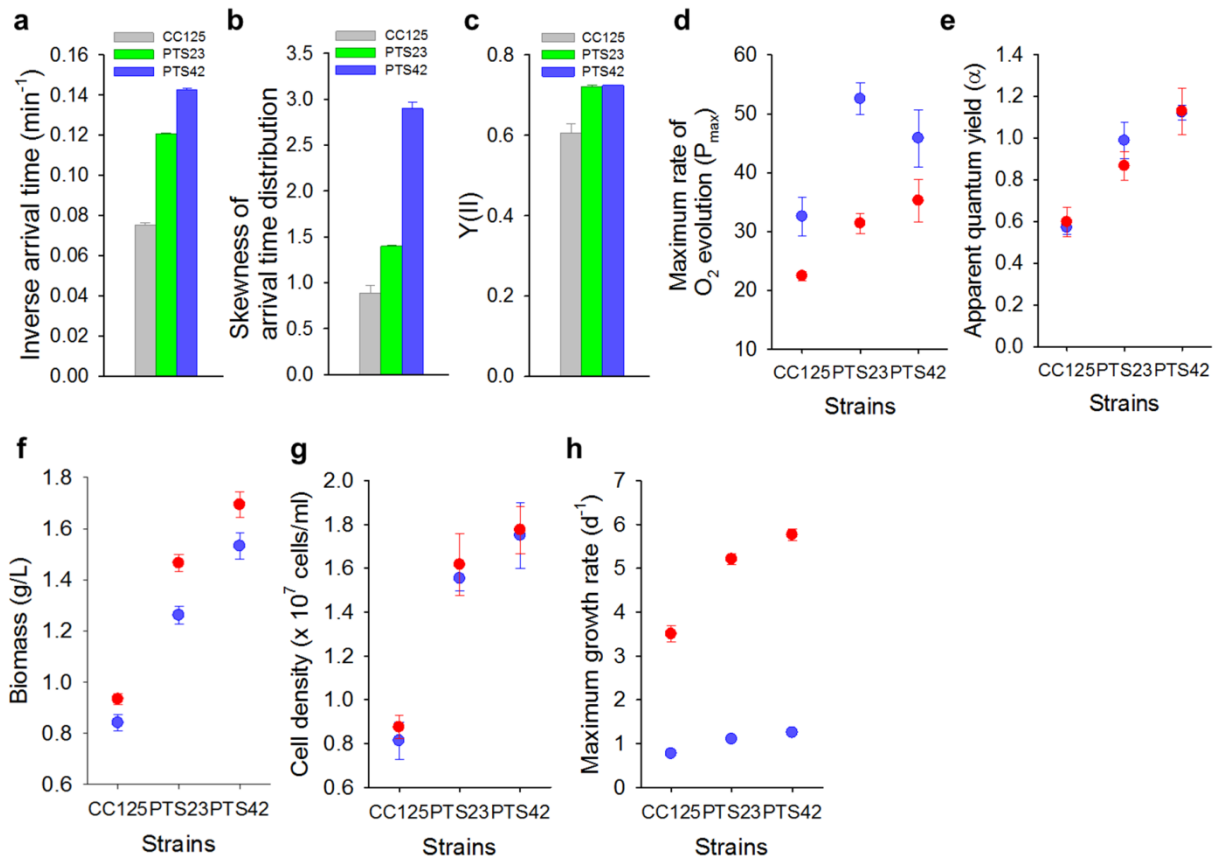 a
CC125
PTS23
PTS42
Inverse arrival time (min⁻¹)
0.16
0.14
0.12
0.10
0.08
0.06
0.04
0.02
0.00
b
CC125
PTS23
PTS42
Skewness of
arrival time distribution
3.5
3.0
2.5
2.0
1.5
1.0
0.5
0.0
c
CC125
PTS23
PTS42
Y(II)
0.8
0.6
0.4
0.2
0.0
d
Maximum rate of
O₂ evolution (Pmax)
60
50
40
30
20
10
CC125PTS23PTS42
Strains
e
Apparent quantum yield (α)
1.4
1.2
1.0
0.8
0.6
0.4
0.2
0.0
CC125PTS23PTS42
Strains
f
Biomass (g/L)
1.8
1.6
1.4
1.2
1.0
0.8
0.6
CC125PTS23PTS42
Strains
g
Cell density (x 10⁷ cells/ml)
2.0
1.8
1.6
1.4
1.2
1.0
0.8
0.6
CC125PTS23PTS42
Strains
h
Maximum growth rate (d⁻¹)
7
6
5
4
3
2
1
0
CC125PTS23PTS42
Strains